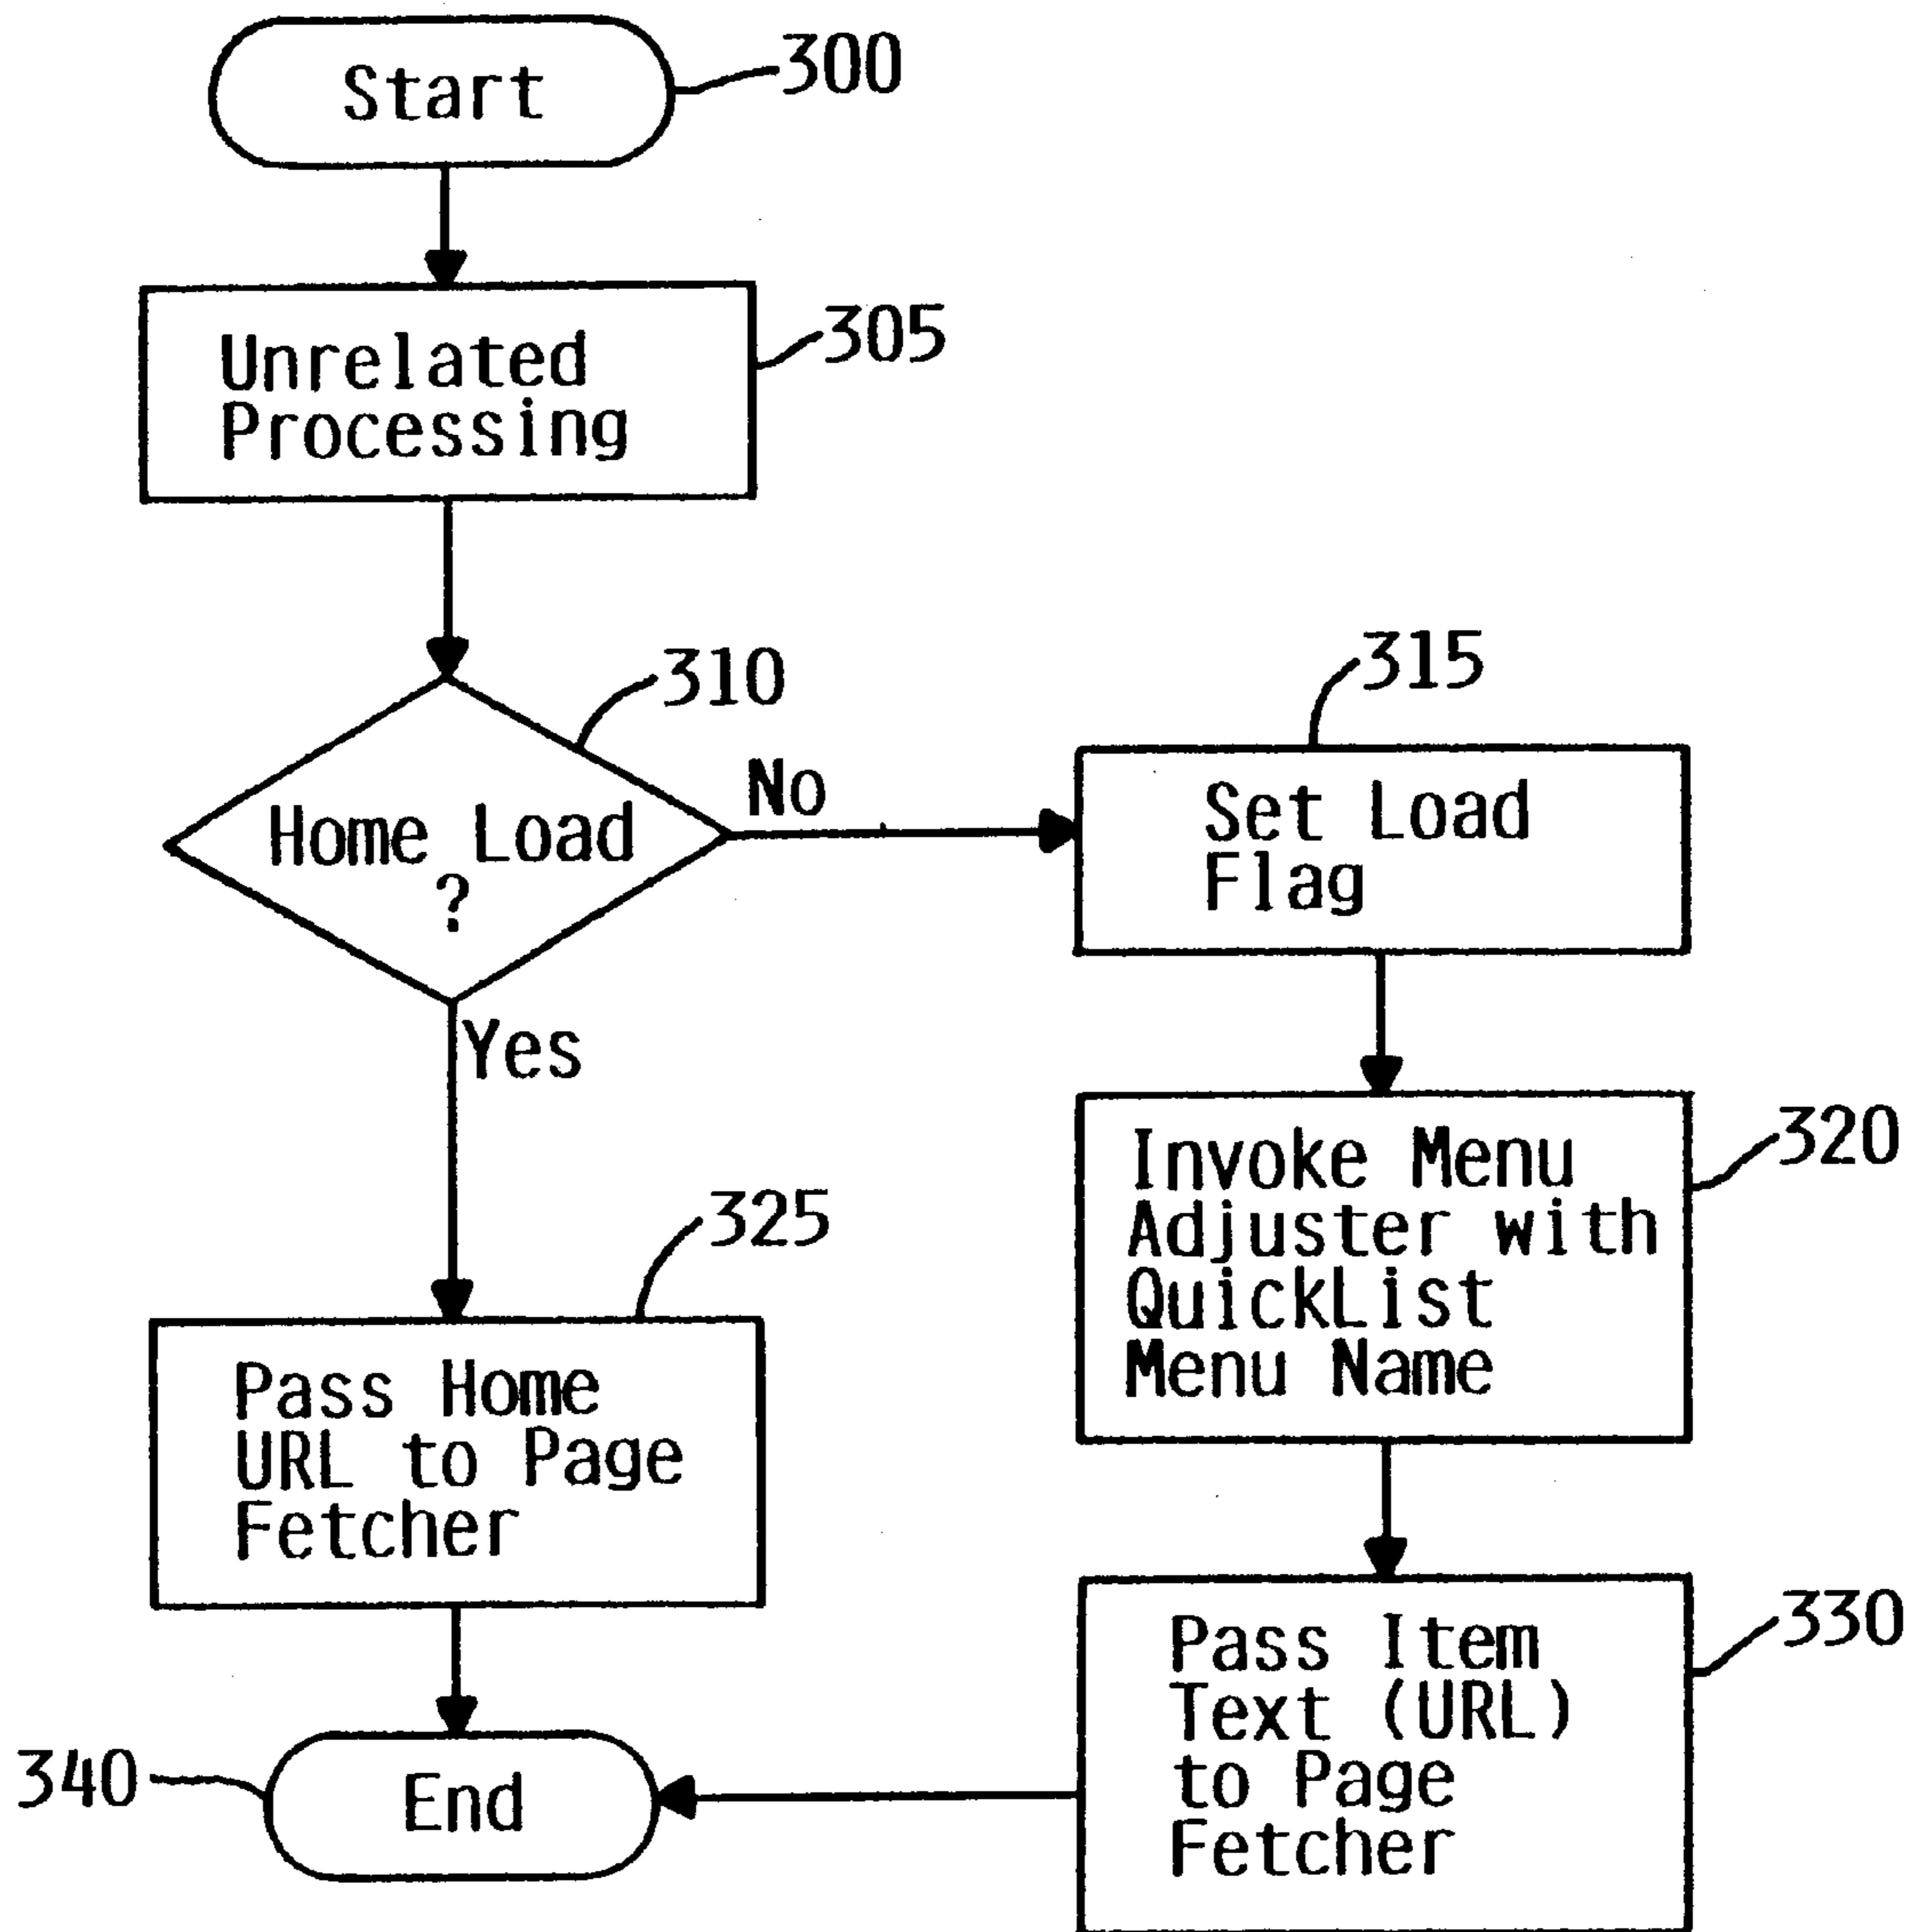 Start
300
Unrelated
Processing
305
310
Home Load
?
No
Yes
315
Set Load
Flag
320
Invoke Menu
Adjuster with
QuickList
Menu Name
325
Pass Home
URL to Page
Fetcher
330
Pass Item
Text (URL)
to Page
Fetcher
340
End